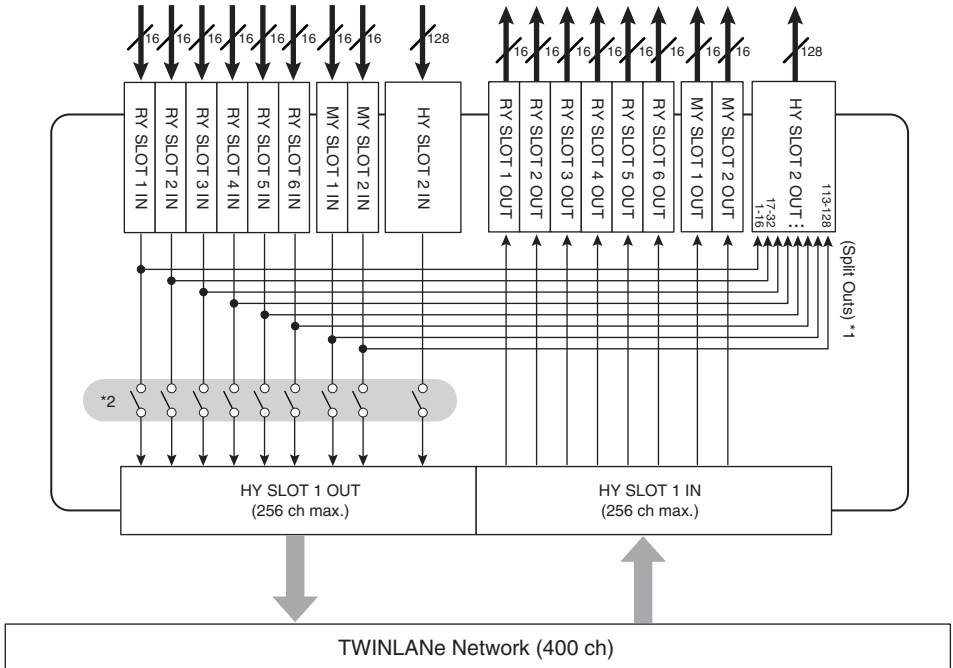 16 16 16 16 16 16 16 16 128 16 16 16 16 16 16 16 16 128
RY SLOT 1 IN
RY SLOT 2 IN
RY SLOT 3 IN
RY SLOT 4 IN
RY SLOT 5 IN
RY SLOT 6 IN
MY SLOT 1 IN
MY SLOT 2 IN
HY SLOT 2 IN
RY SLOT 1 OUT
RY SLOT 2 OUT
RY SLOT 3 OUT
RY SLOT 4 OUT
RY SLOT 5 OUT
RY SLOT 6 OUT
MY SLOT 1 OUT
MY SLOT 2 OUT
HY SLOT 2 OUT
1-16
17-32
:
:
113-128
(Split Outs) *1
*2
HY SLOT 1 OUT
(256 ch max.)
HY SLOT 1 IN
(256 ch max.)
TWINLANe Network (400 ch)